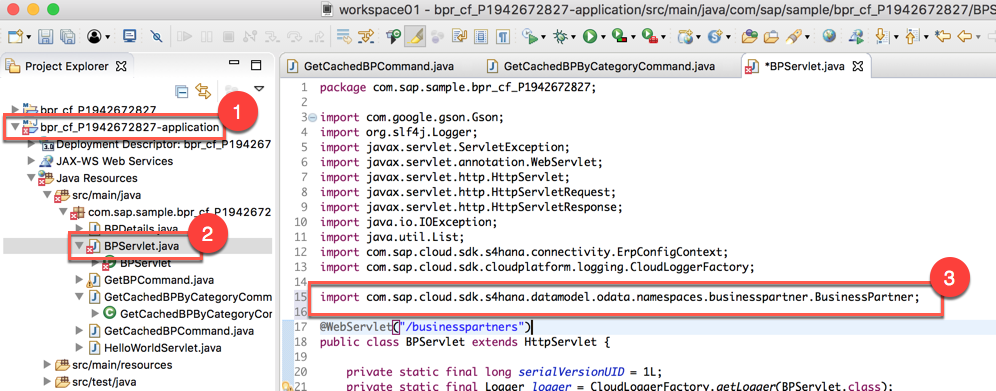 workspace01 - bpr_cf_P1942672827-application/src/main/java/com/sap/sample/bpr_cf_P1942672827/BPS
Project Explorer
GetCachedBPCommand.java
GetCachedBPByCategoryCommand.java
*BPServlet.java
bpr_cf_P1942672827
1
bpr_cf_P1942672827-application
Deployment Descriptor: bpr_cf_P194267
JAX-WS Web Services
Java Resources
src/main/java
com.sap.sample.bpr_cf_P19426728
BPDetails.java
2
BPServlet.java
BPServlet
GetBPCommand.java
GetCachedBPByCategoryComm
GetCachedBPByCategoryCor
GetCachedBPCommand.java
HelloWorldServlet.java
src/main/resources
src/test/java
1 package com.sap.sample.bpr_cf_P1942672827;
2
3 import com.google.gson.Gson;
4 import org.slf4j.Logger;
5 import javax.servlet.ServletException;
6 import javax.servlet.annotation.WebServlet;
7 import javax.servlet.http.HttpServlet;
8 import javax.servlet.http.HttpServletRequest;
9 import javax.servlet.http.HttpServletResponse;
10 import java.io.IOException;
11 import java.util.List;
12 import com.sap.cloud.sdk.s4hana.connectivity.ErpConfigContext;
13 import com.sap.cloud.sdk.cloudplatform.logging.CloudLoggerFactory;
14
3
15 import com.sap.cloud.sdk.s4hana.datamodel.odata.namespaces.businesspartner.BusinessPartner;
16
17 @WebServlet("/businesspartners")
18 public class BPServlet extends HttpServlet {
19
20 private static final long serialVersionUID = 1L;
21 private static final Logger logger = CloudLoggerFactory.getLogger(BPServlet.class);